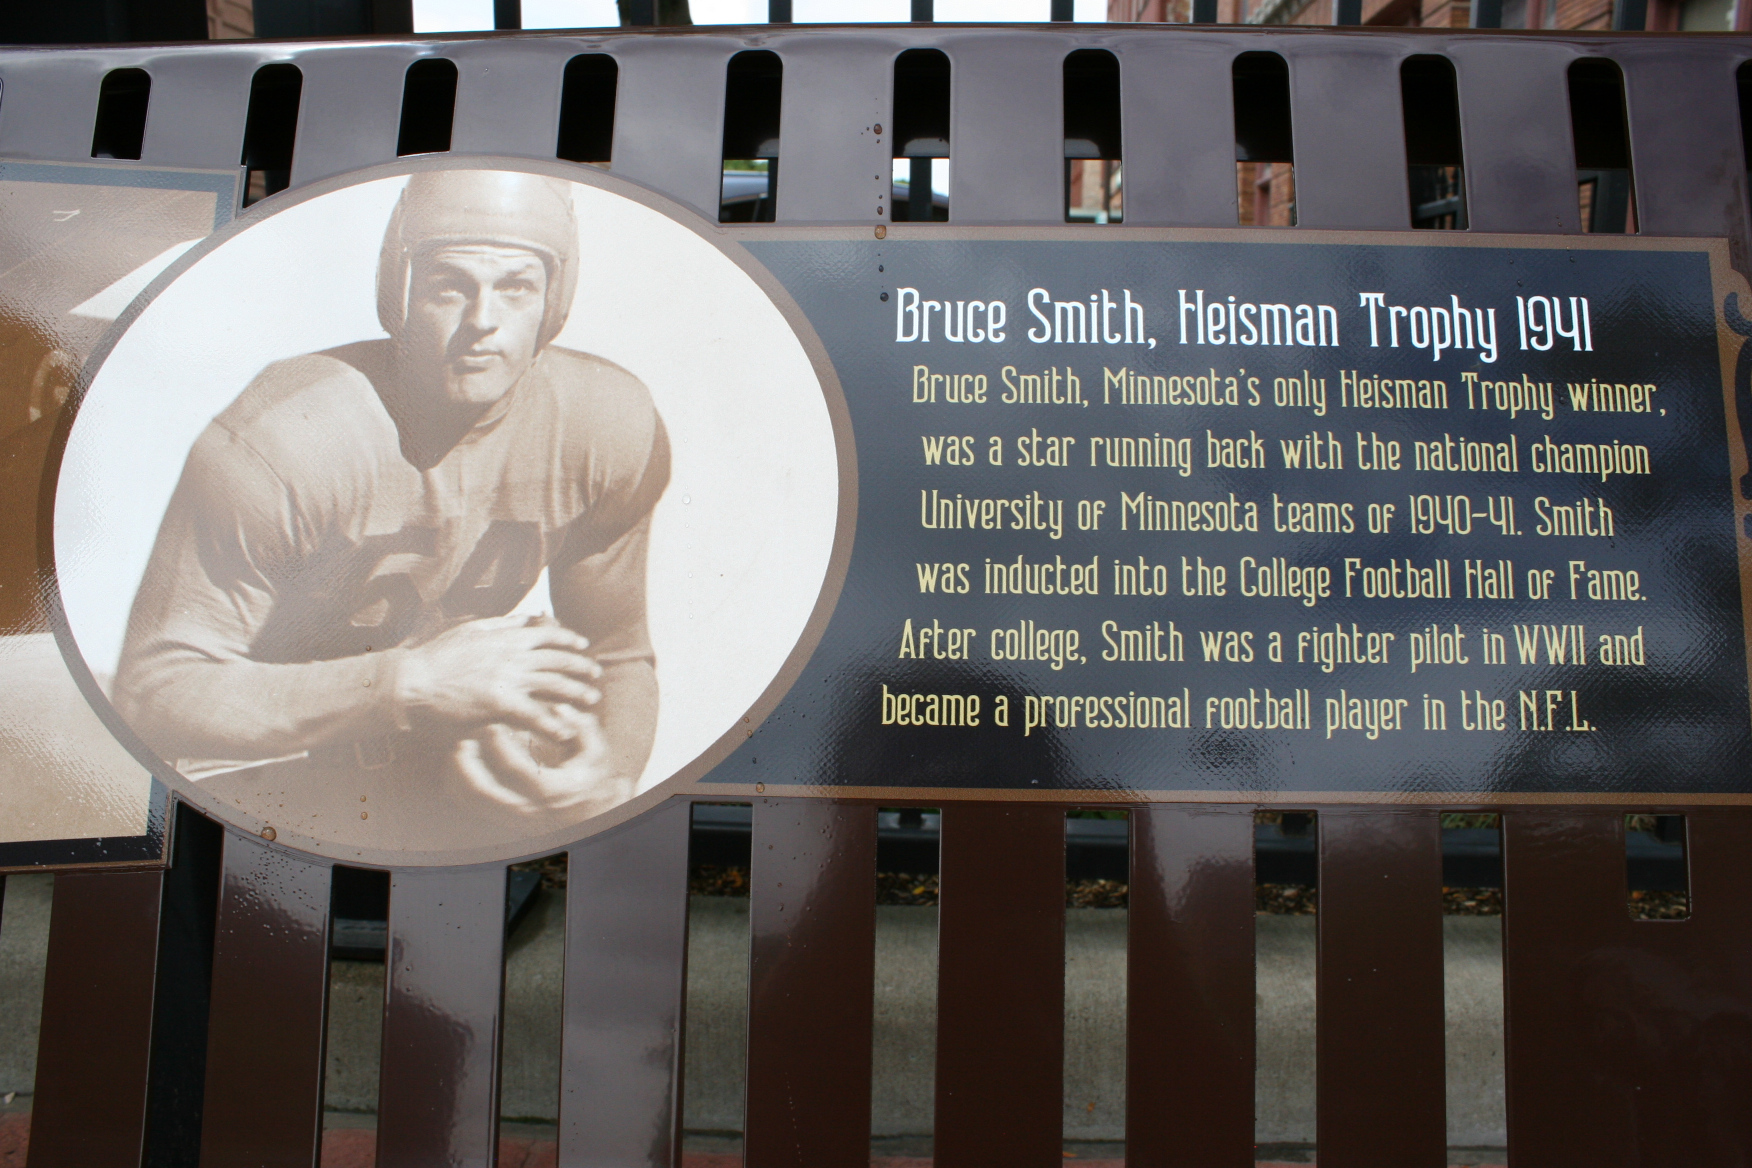 Bruce Smith, Heisman Trophy 1941
Bruce Smith, Minnesota's only Heisman Trophy winner,
was a star running back with the national champion
University of Minnesota teams of 1940-41. Smith
was inducted into the College Football Hall of Fame.
After college, Smith was a fighter pilot in WWII and
became a professional football player in the N.F.L.
54